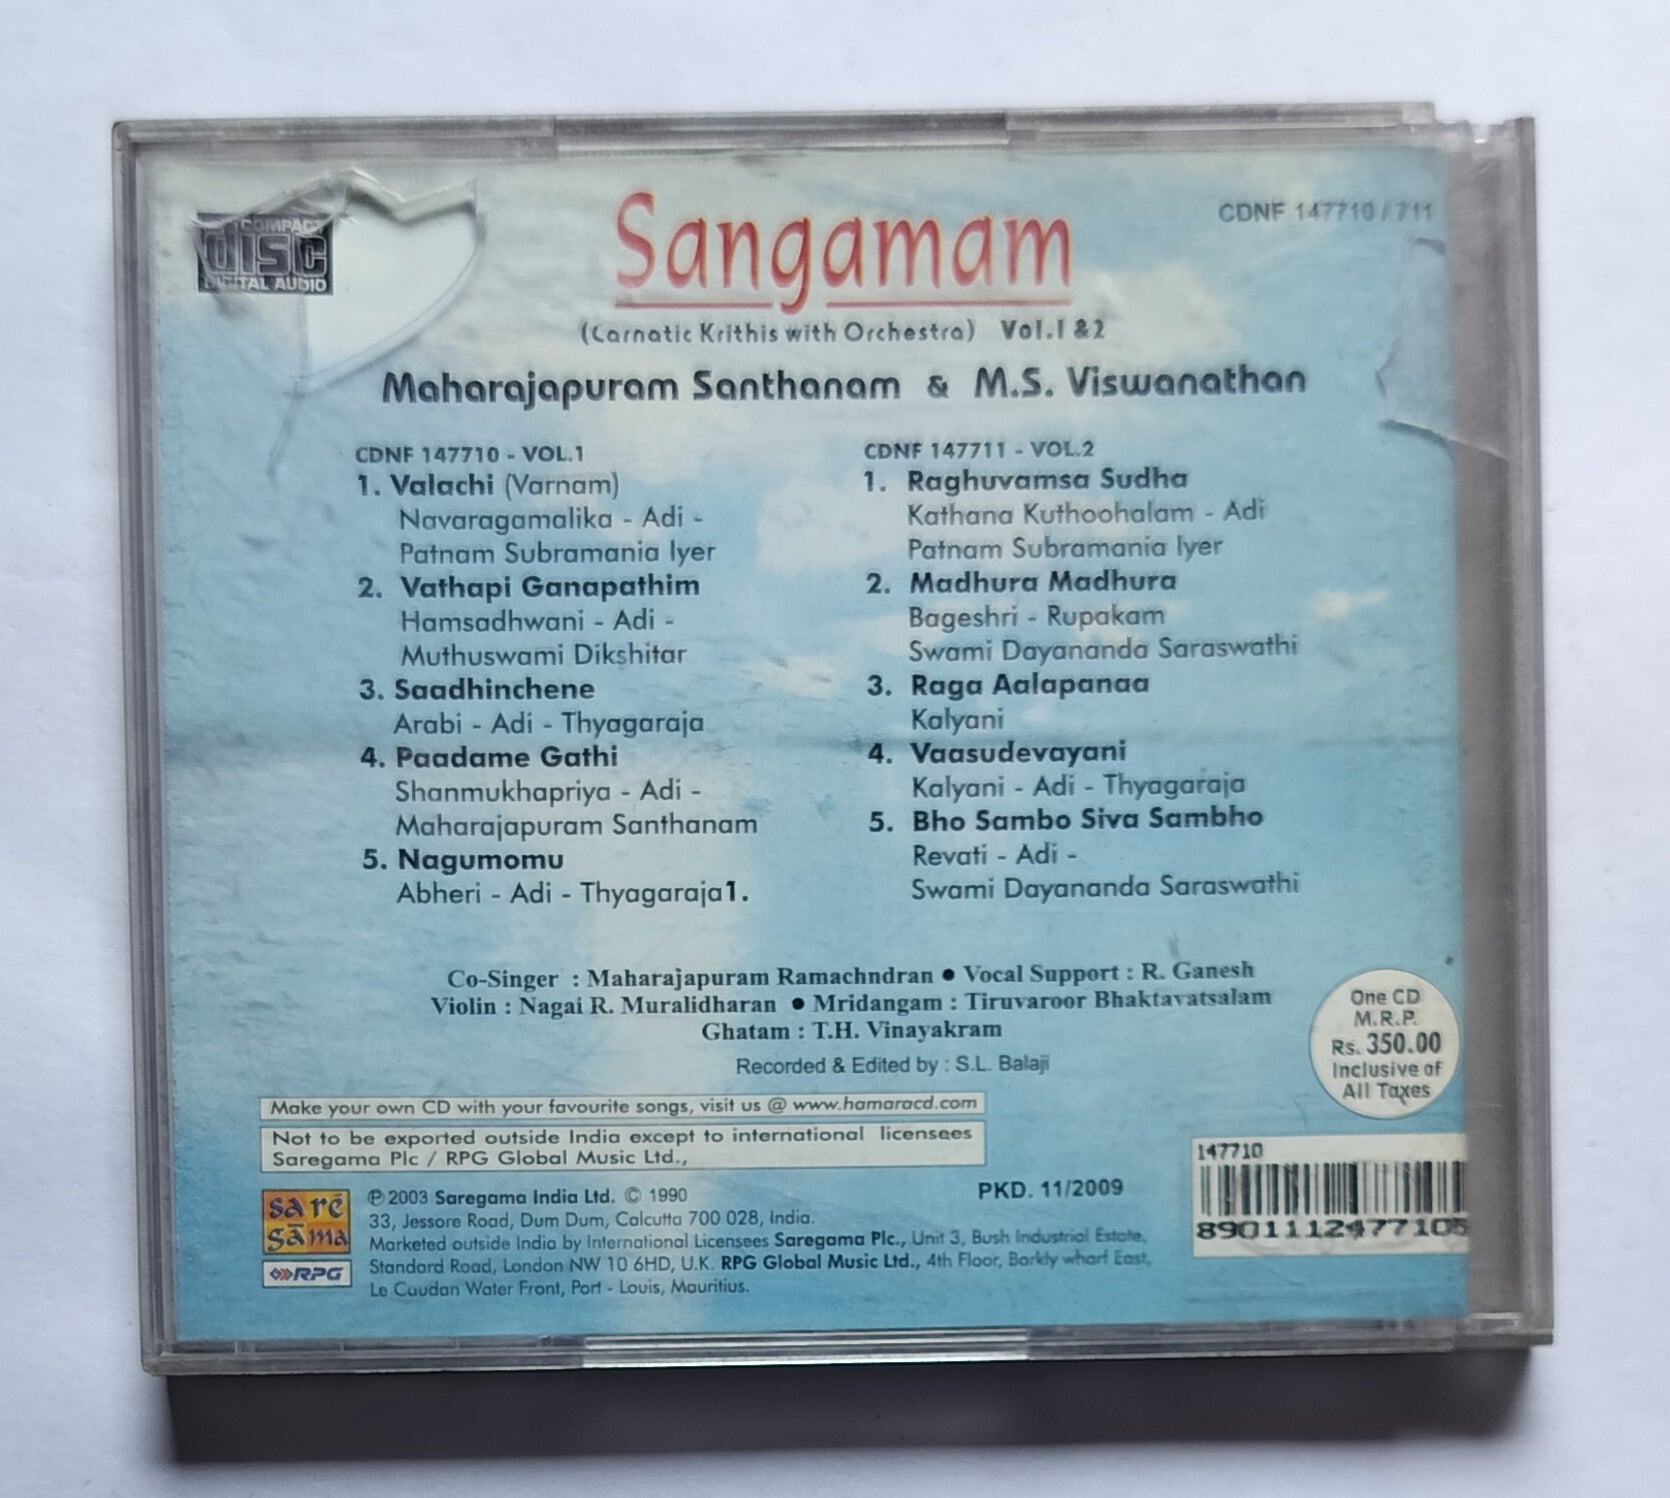 COMPACT
disc
DIGITAL AUDIO
CDNF 147710 / 711
Sangamam
(Carnatic Krithis with Orchestra) Vol.1 & 2
Maharajapuram Santhanam & M.S. Viswanathan
CDNF 147710 - VOL.1
1. Valachi (Varnam)
Navaragamalika - Adi -
Patnam Subramania Iyer
2. Vathapi Ganapathim
Hamsadhwani - Adi -
Muthuswami Dikshitar
3. Saadhinchene
Arabi - Adi - Thyagaraja
4. Paadame Gathi
Shanmukhapriya - Adi -
Maharajapuram Santhanam
5. Nagumomu
Abheri - Adi - Thyagaraja1.
CDNF 147711 - VOL.2
1. Raghuvamsa Sudha
Kathana Kuthoohalam - Adi
Patnam Subramania Iyer
2. Madhura Madhura
Bageshri - Rupakam
Swami Dayananda Saraswathi
3. Raga Aalapanaa
Kalyani
4. Vaasudevayani
Kalyani - Adi - Thyagaraja
5. Bho Sambo Siva Sambho
Revati - Adi -
Swami Dayananda Saraswathi
Co-Singer : Maharajapuram Ramachndran ● Vocal Support : R. Ganesh
Violin : Nagai R. Muralidharan ● Mridangam : Tiruvaroor Bhaktavatsalam
Ghatam : T.H. Vinayakram
Recorded & Edited by : S.L. Balaji
One CD
M.R.P.
Rs. 350.00
Inclusive of
All Taxes
Make your own CD with your favourite songs, visit us @ www.hamaracd.com
Not to be exported outside India except to international licensees
Saregama Plc / RPG Global Music Ltd.,
sa re
gāma
RPG
℗ 2003 Saregama India Ltd. © 1990
33, Jessore Road, Dum Dum, Calcutta 700 028, India.
Marketed outside India by International Licensees Saregama Plc., Unit 3, Bush Industrial Estate,
Standard Road, London NW 10 6HD, U.K. RPG Global Music Ltd., 4th Floor, Barkly wharf East,
Le Caudan Water Front, Port - Louis, Mauritius.
PKD. 11/2009
147710
8901112477105